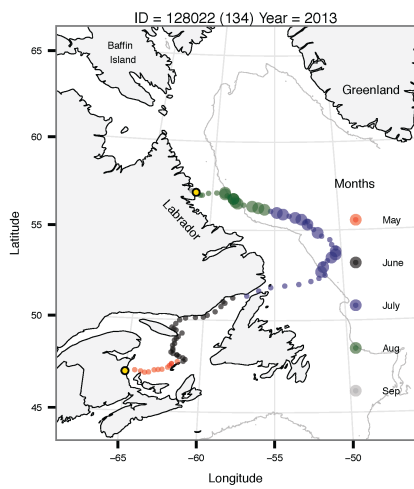 ID = 128022 (134) Year = 2013
65
60
55
50
45
Latitude
Baffin
Island
Greenland
Labrador
Months
May
June
July
Aug
Sep
−65
−60
−55
−50
Longitude